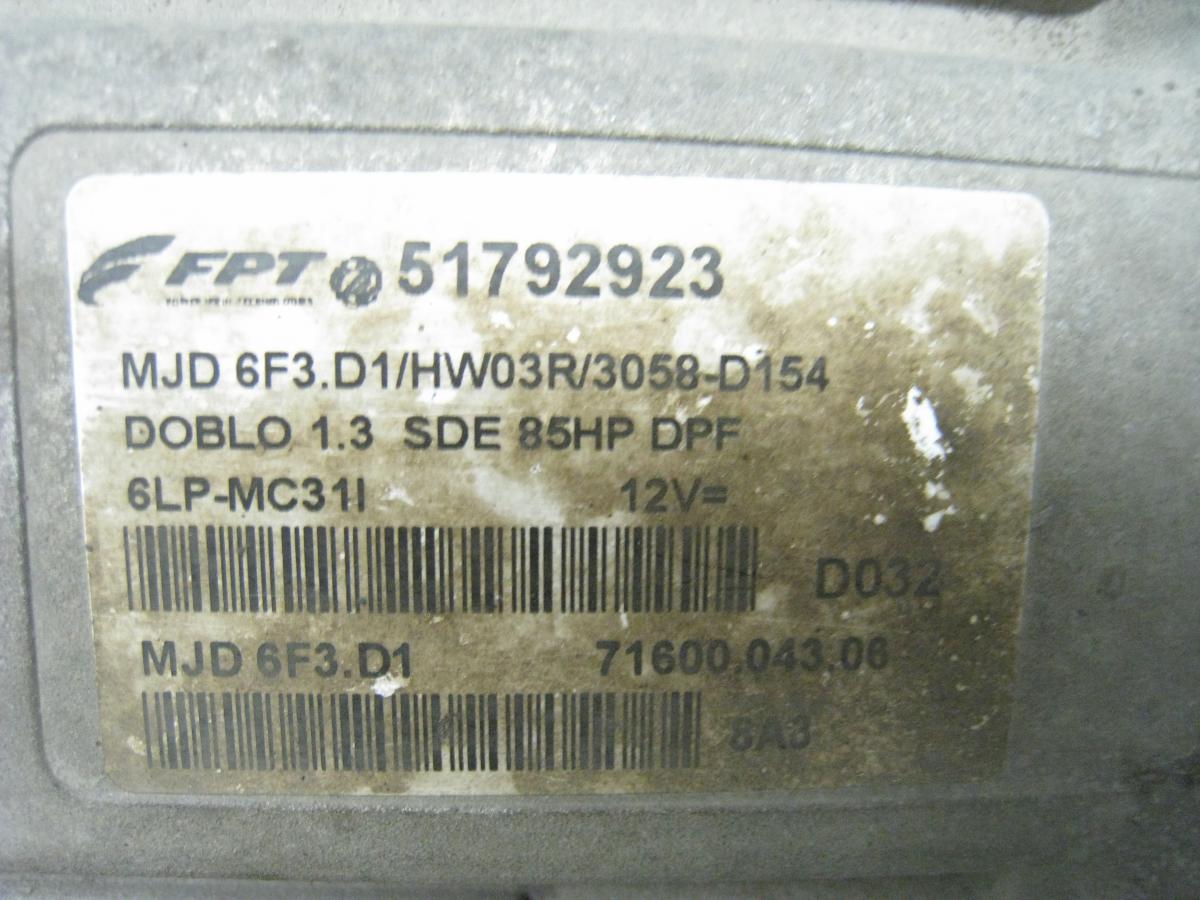 FPT 51792923
MJD 6F3.D1/HW03R/3058-D154
DOBLO 1.3 SDE 85HP DPF
6LP-MC31I 12V=
D032
MJD 6F3.D1 71600.043.06
8A3